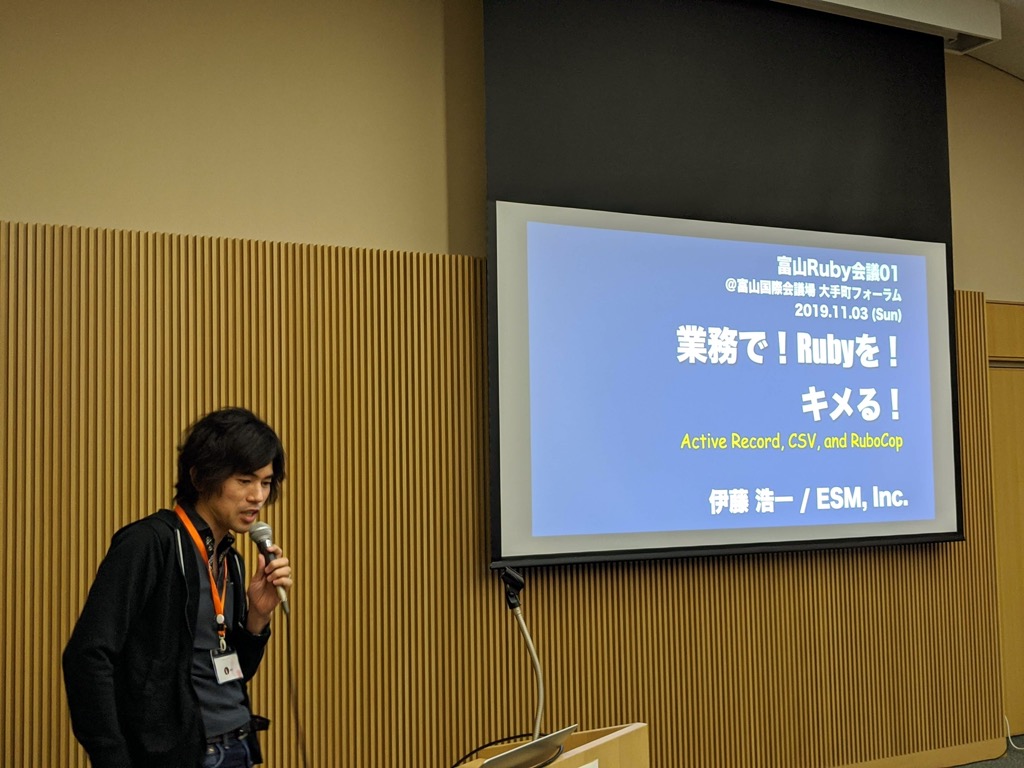 富山Ruby会議01
@富山国際会議場 大手町フォーラム
2019.11.03 (Sun)
業務で！Rubyを！
キメる！
Active Record, CSV, and RuboCop
伊藤 浩一 / ESM, Inc.